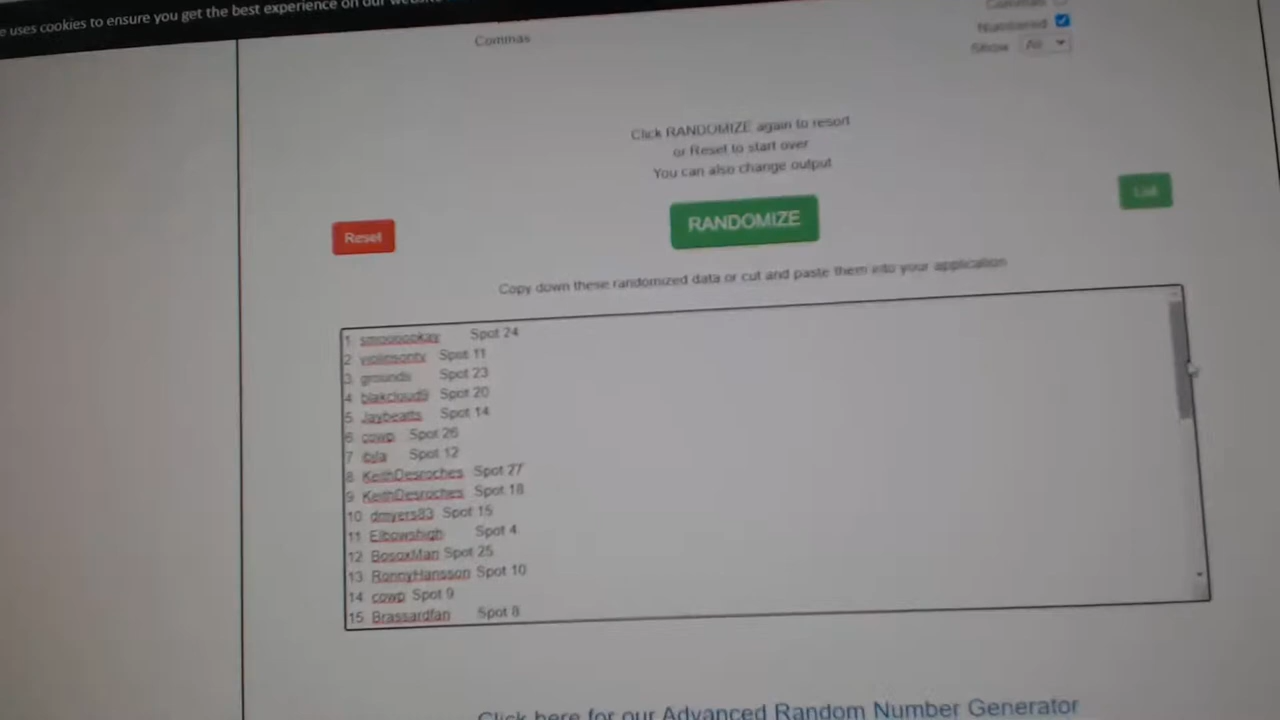 e uses cookies to ensure you get the best experience on our
Commas
Numbered
Show All
Click RANDOMIZE again to resort
or Reset to start over
You can also change output
Reset
RANDOMIZE
List
Copy down these randomized data or cut and paste them into your application
1 Spot 24
2 Spot 11
3 grounds Spot 23
4 blakcloud9 Spot 20
5 Jaybeatts Spot 14
6 cowp Spot 26
7 Spot 12
8 KeithDesroches Spot 27
9 KeithDesroches Spot 18
10 dmyers83 Spot 15
11 Elbowshigh Spot 4
12 BosoxMan Spot 25
13 RonnyHansson Spot 10
14 cowp Spot 9
15 Brassardfan Spot 8
Click here for our Advanced Random Number Generator